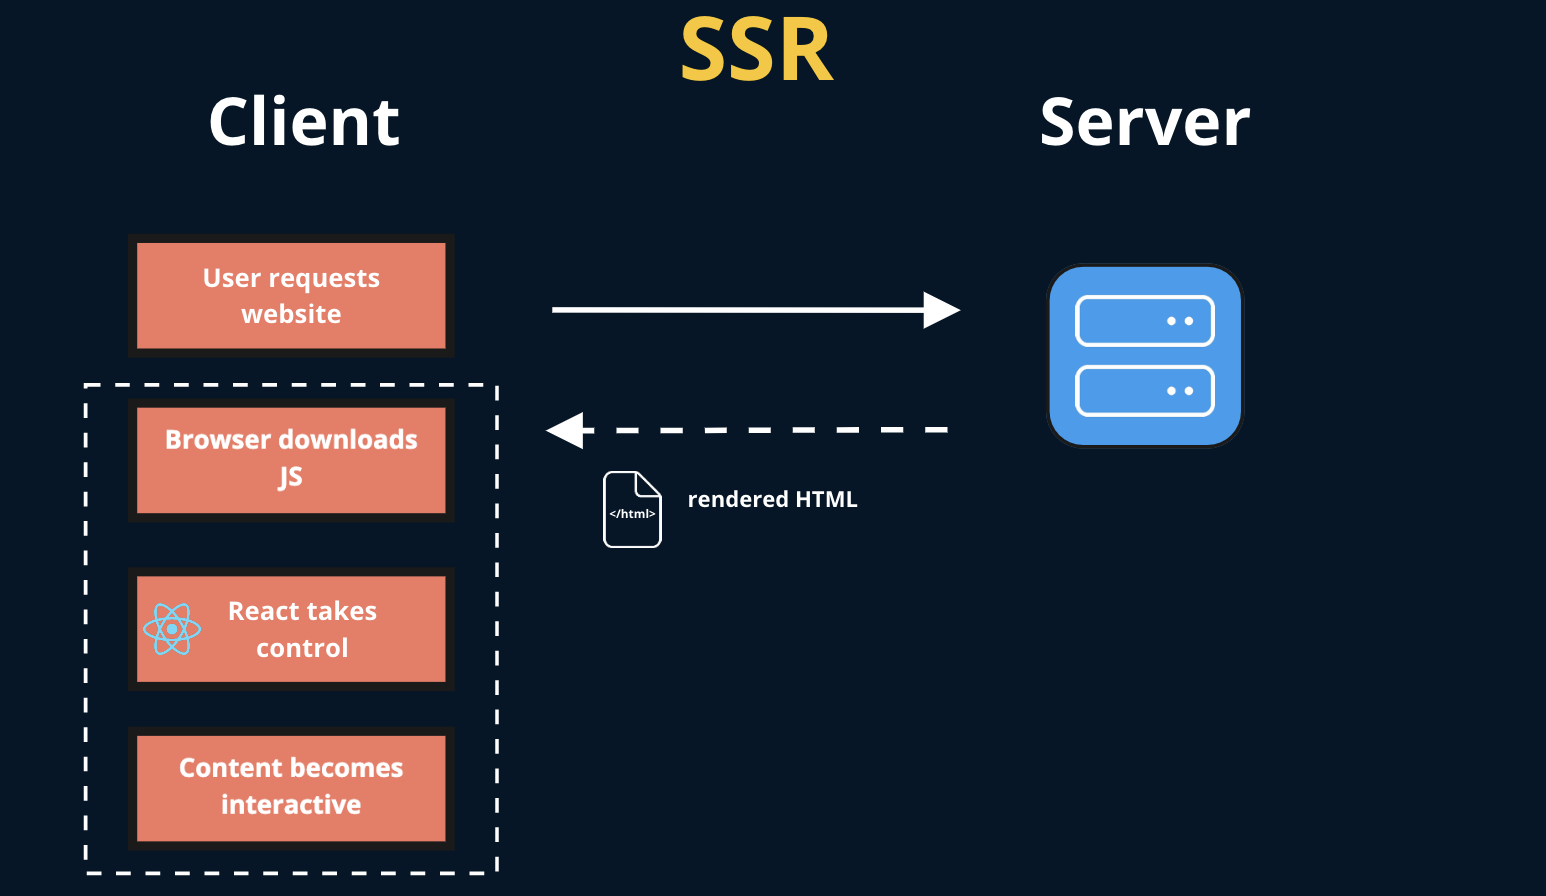 SSR
Client
Server
User requests
website
Browser downloads
JS
</html>
rendered HTML
React takes
control
Content becomes
interactive